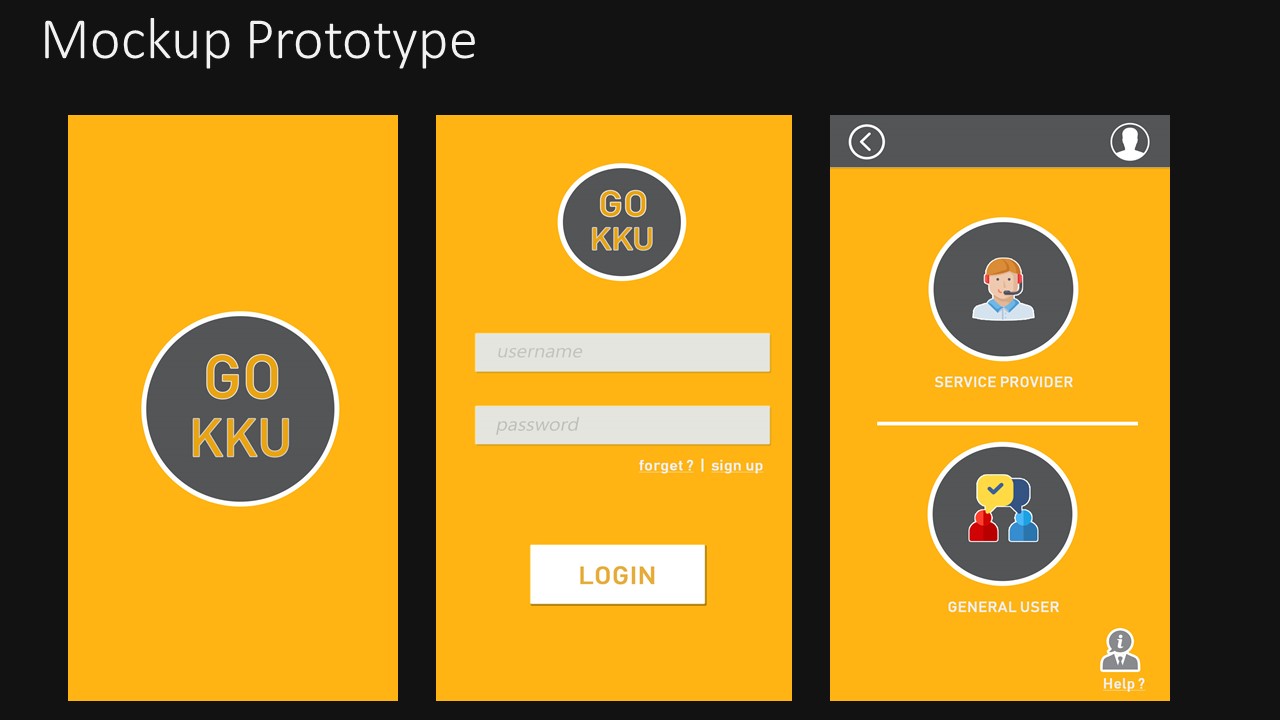 Mockup Prototype
GO
KKU
GO
KKU
username
password
forget ? | sign up
LOGIN
SERVICE PROVIDER
GENERAL USER
i
Help ?